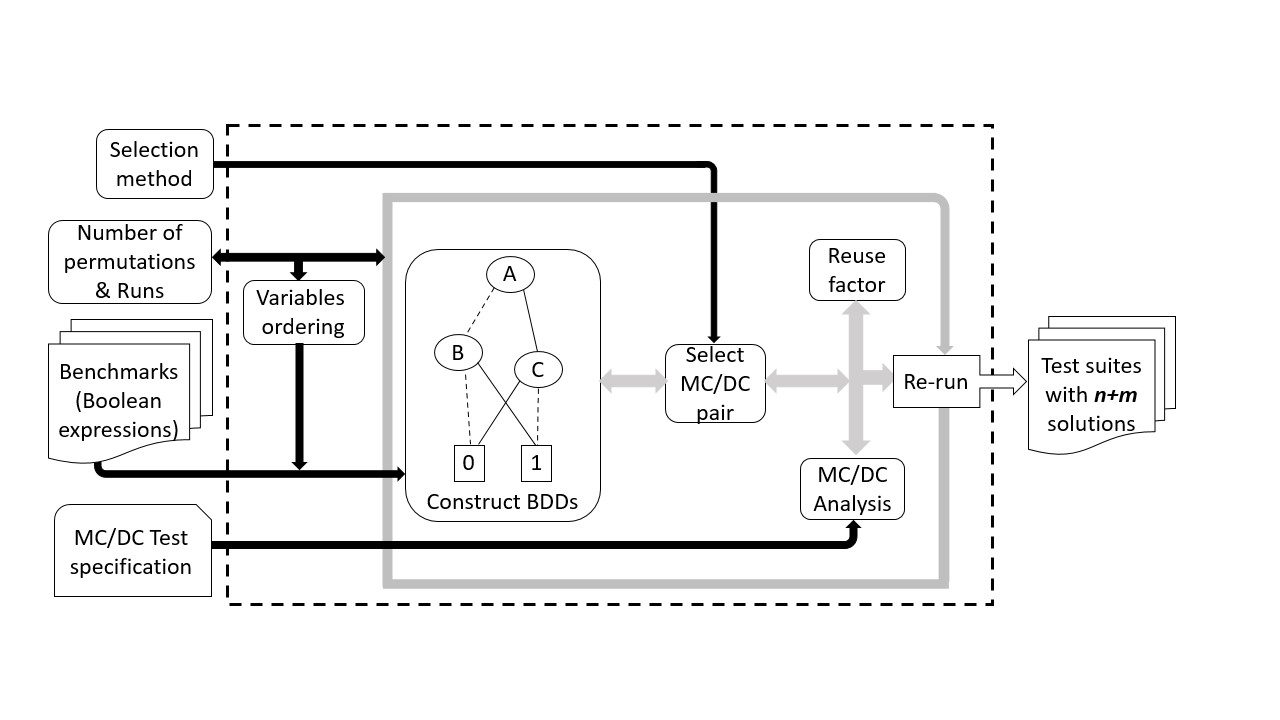 Selection
method
Number of
permutations
& Runs
Variables
ordering
Benchmarks
(Boolean
expressions)
MC/DC Test
specification
A
B
C
0
1
Construct BDDs
Select
MC/DC
pair
Reuse
factor
MC/DC
Analysis
Re-run
Test suites
with n+m
solutions